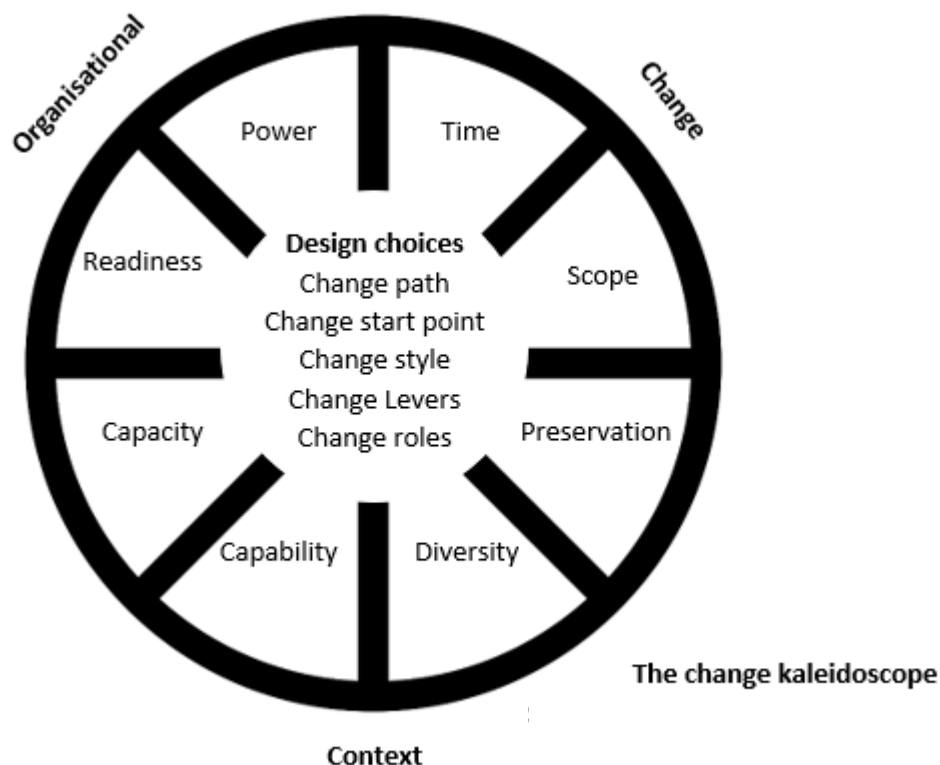 Organisational
Change
Power
Time
Readiness
Scope
Design choices
Change path
Change start point
Change style
Change Levers
Change roles
Capacity
Preservation
Capability
Diversity
The change kaleidoscope
Context